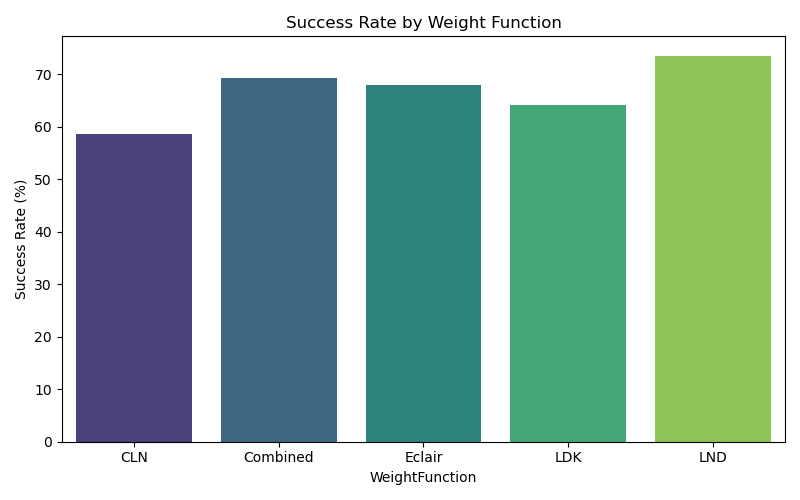 Success Rate by Weight Function
Success Rate (%)
70
60
50
40
30
20
10
0
CLN Combined Eclair LDK LND
WeightFunction